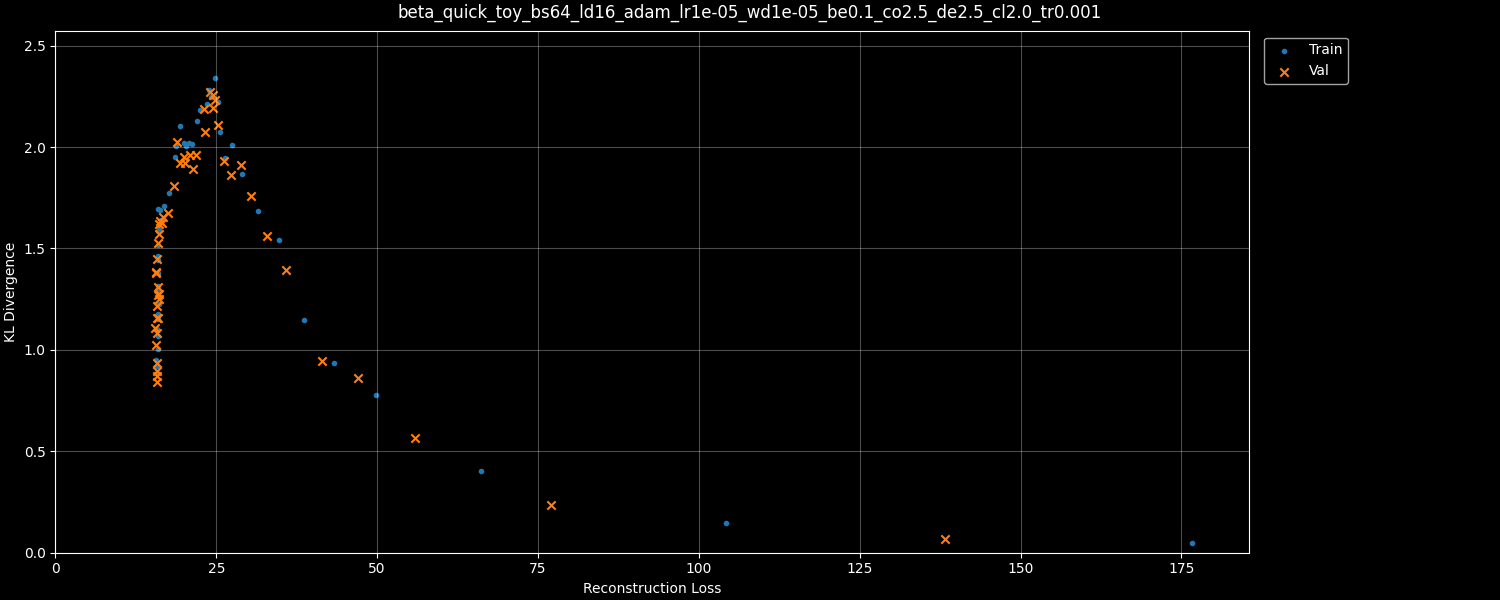 beta_quick_toy_bs64_ld16_adam_lr1e-05_wd1e-05_be0.1_co2.5_de2.5_cl2.0_tr0.001
Train
Val
2.5
2.0
1.5
1.0
0.5
0.0
KL Divergence
0
25
50
75
100
125
150
175
Reconstruction Loss